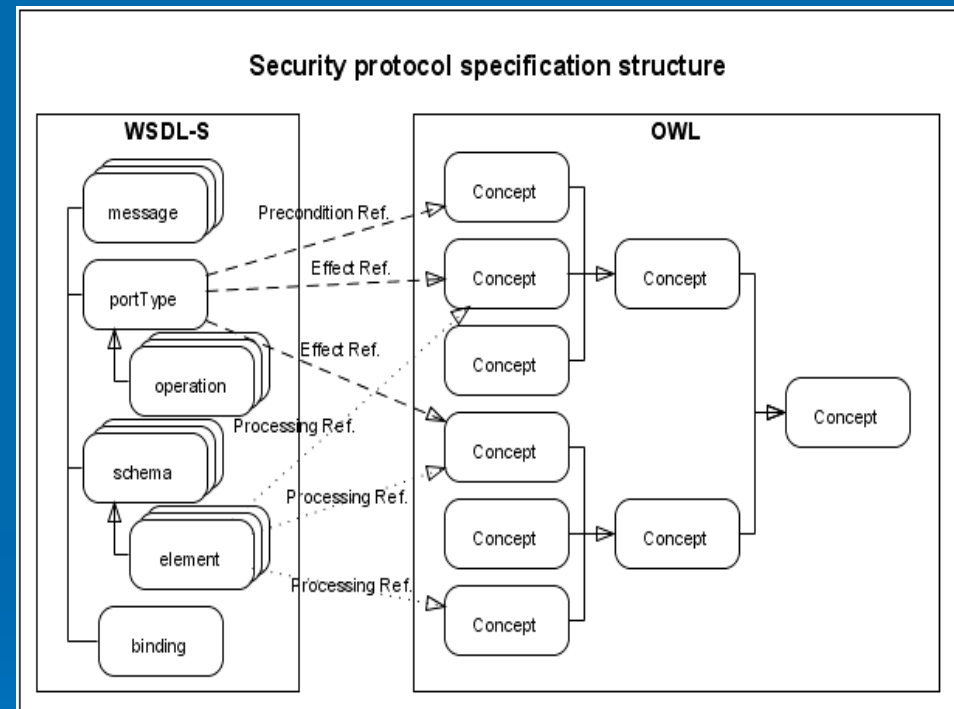 Security protocol specification structure
WSDL-S
message
portType
operation
schema
element
binding
Precondition Ref.
Effect Ref.
Effect Ref.
Processing Ref.
Processing Ref.
Processing Ref.
OWL
Concept
Concept
Concept
Concept
Concept
Concept
Concept
Concept
Concept